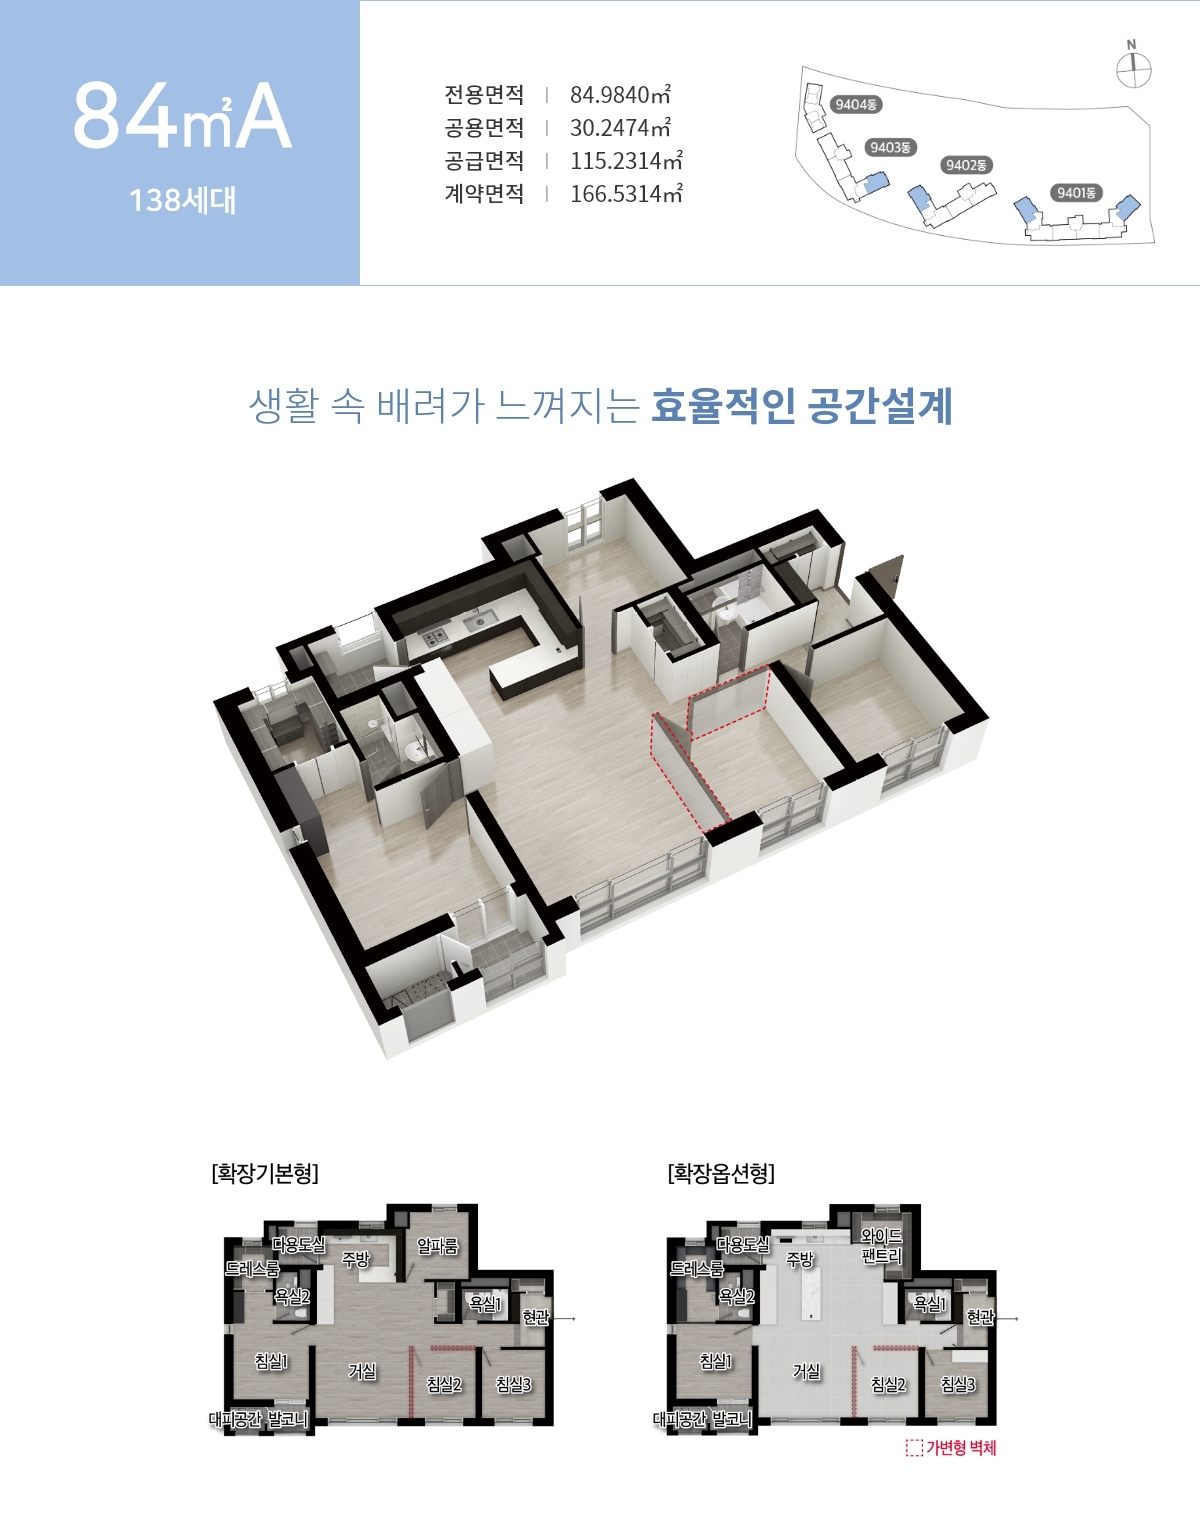 84㎡A
138세대
전용면적 | 84.9840㎡
공용면적 | 30.2474㎡
공급면적 | 115.2314㎡
계약면적 | 166.5314㎡
N
9404동
9403동
9402동
9401동
생활 속 배려가 느껴지는 효율적인 공간설계
[확장기본형]
다용도실
주방
알파룸
드레스룸
욕실2
욕실1
현관
침실1
거실
침실2
침실3
대피공간
발코니
[확장옵션형]
와이드
팬트리
다용도실
주방
드레스룸
욕실2
욕실1
현관
침실1
거실
침실2
침실3
대피공간
발코니
가변형 벽체